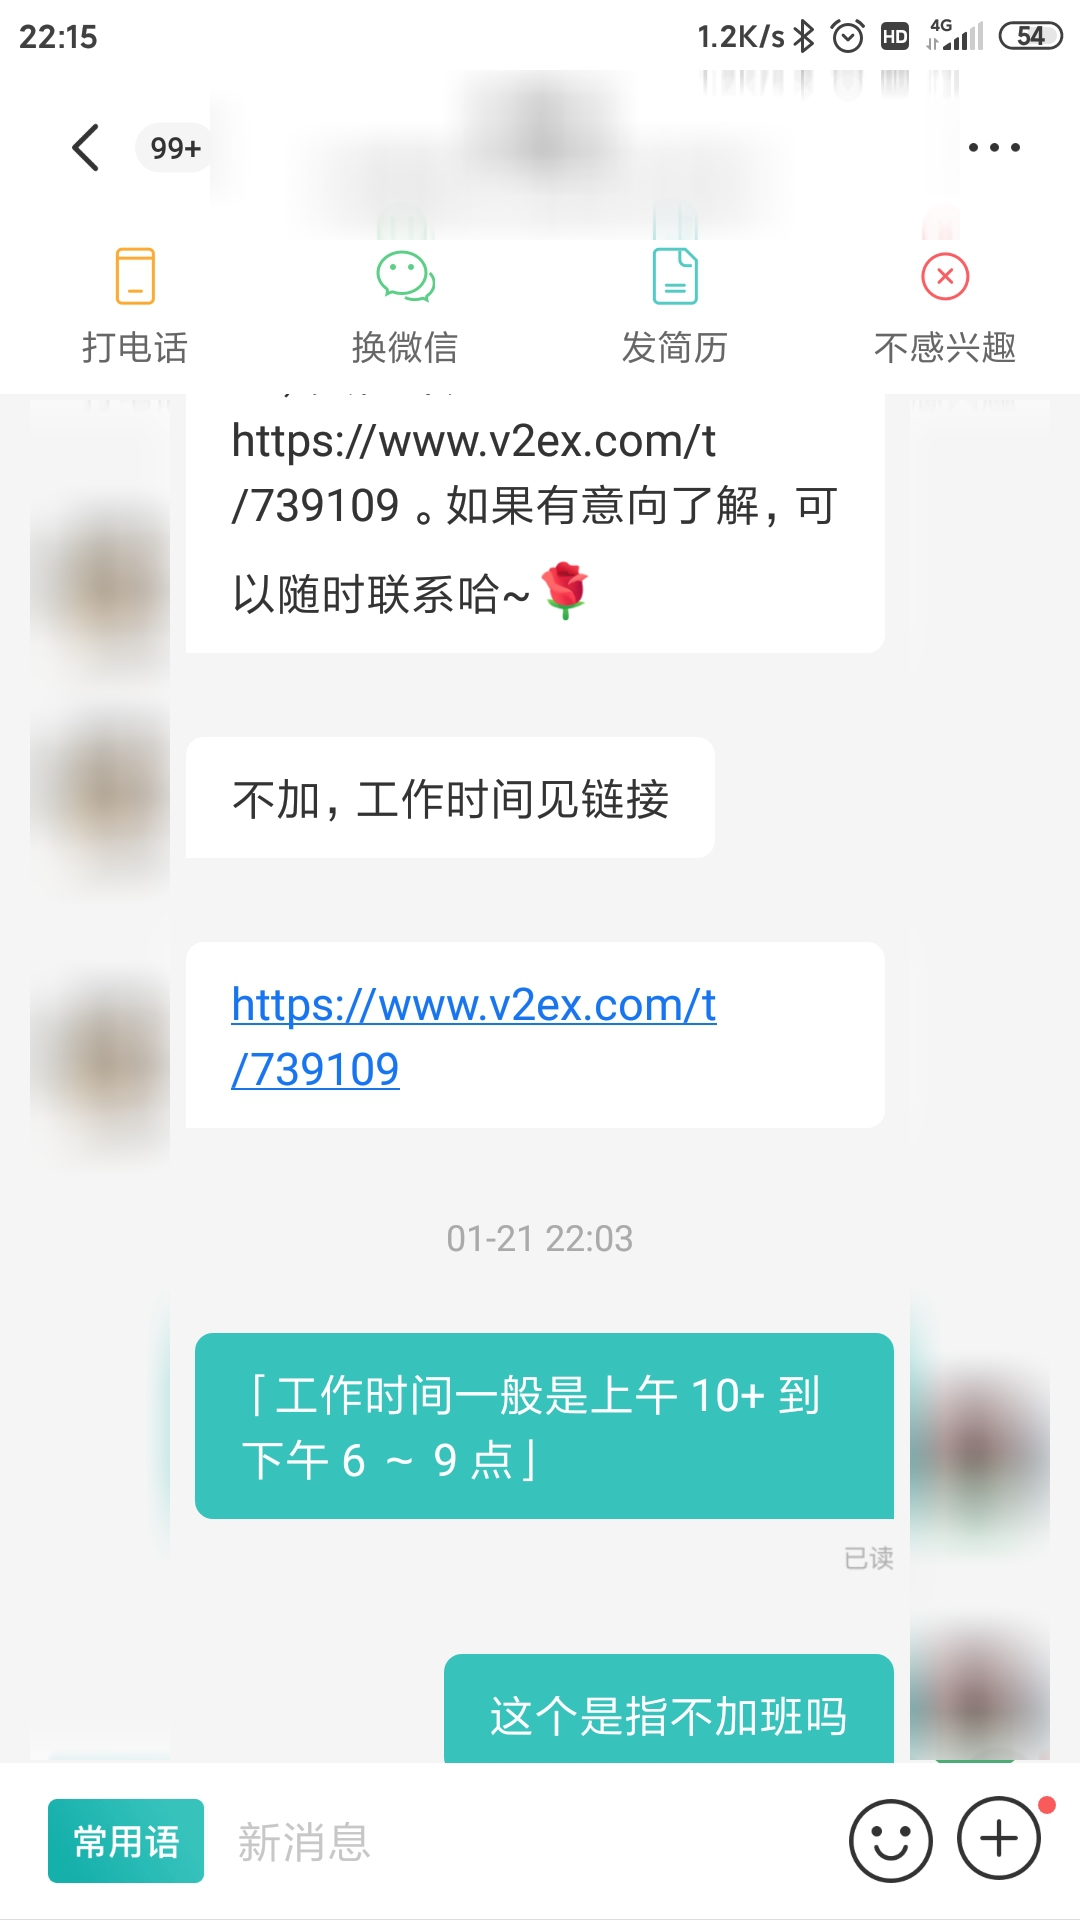 22:15
1.2K/s HD 4G 54
99+
打电话 换微信 发简历 不感兴趣
https://www.v2ex.com/t
/739109 。如果有意向了解，可
以随时联系哈~🌹
不加，工作时间见链接
https://www.v2ex.com/t
/739109
01-21 22:03
「工作时间一般是上午 10+ 到
下午 6 ～ 9 点」
已读
这个是指不加班吗
常用语 新消息